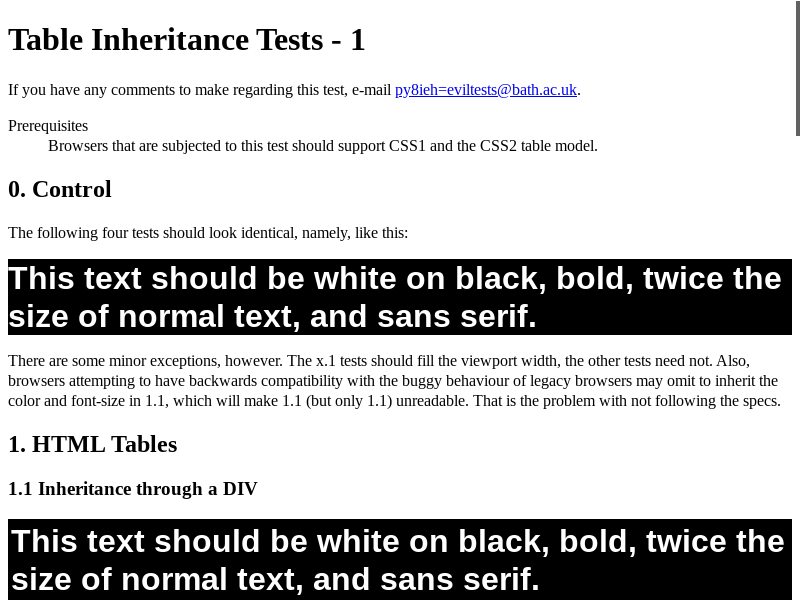 Table Inheritance Tests - 1
If you have any comments to make regarding this test, e-mail py8ieh=eviltests@bath.ac.uk.
Prerequisites
Browsers that are subjected to this test should support CSS1 and the CSS2 table model.
0. Control
The following four tests should look identical, namely, like this:
This text should be white on black, bold, twice the
size of normal text, and sans serif.
There are some minor exceptions, however. The x.1 tests should fill the viewport width, the other tests need not. Also,
browsers attempting to have backwards compatibility with the buggy behaviour of legacy browsers may omit to inherit the
color and font-size in 1.1, which will make 1.1 (but only 1.1) unreadable. That is the problem with not following the specs.
1. HTML Tables
1.1 Inheritance through a DIV
This text should be white on black, bold, twice the
size of normal text, and sans serif.